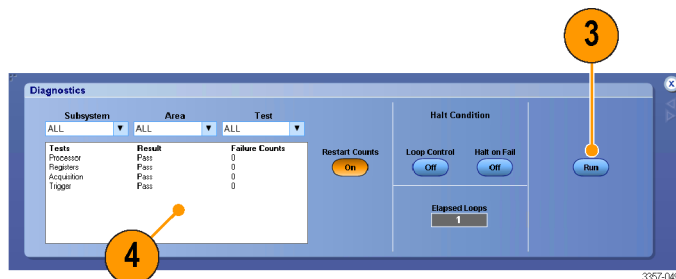 3
Diagnostics
X
Subsystem Area Test
ALL ALL ALL
Tests Result Failure Counts
Processor Pass 0
Registers Pass 0
Acquisition Pass 0
Trigger Pass 0
Restart Counts
On
Halt Condition
Loop Control Halt on Fail
Off Off
Elapsed Loops
1
Run
4